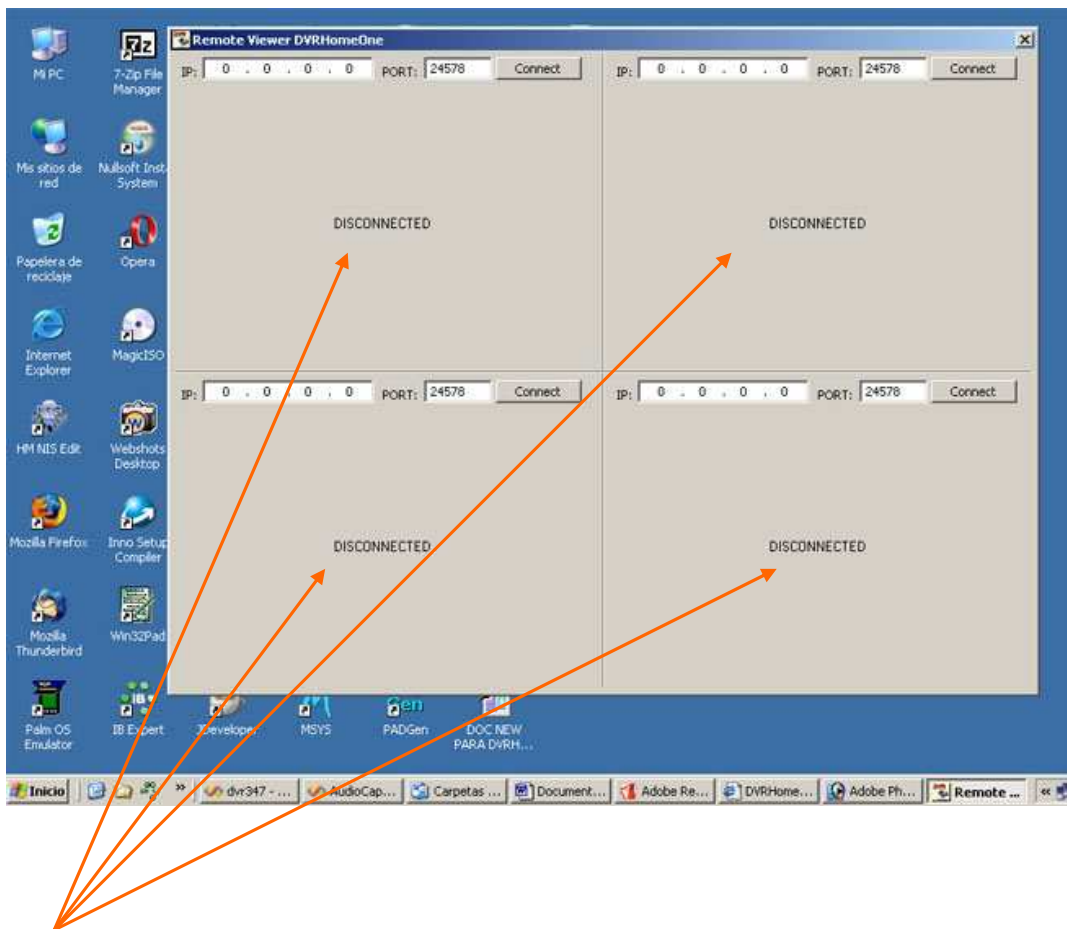 Remote Viewer DVRHomeOne
IP: 0 . 0 . 0 . 0 PORT: 24578 Connect
IP: 0 . 0 . 0 . 0 PORT: 24578 Connect
DISCONNECTED
DISCONNECTED
IP: 0 . 0 . 0 . 0 PORT: 24578 Connect
IP: 0 . 0 . 0 . 0 PORT: 24578 Connect
DISCONNECTED
DISCONNECTED
Mi PC
7-Zip File
Manager
Mis sitios de
red
Nullsoft Inst
System
Papelera de
reciclaje
Opera
Internet
Explorer
MagicISO
HM NIS Edit
Webshots
Desktop
Mozilla Firefox
Inno Setup
Compiler
Mozilla
Thunderbird
Win32Pad
Palm OS
Emulator
IB Expert
JDeveloper
MSYS
Gen
PADGen
DOC NEW
PARA DVRH...
Inicio
»
dvr347 - ...
AudioCap...
Carpetas ...
Document...
Adobe Re...
DVRHome...
Adobe Ph...
Remote ...
«